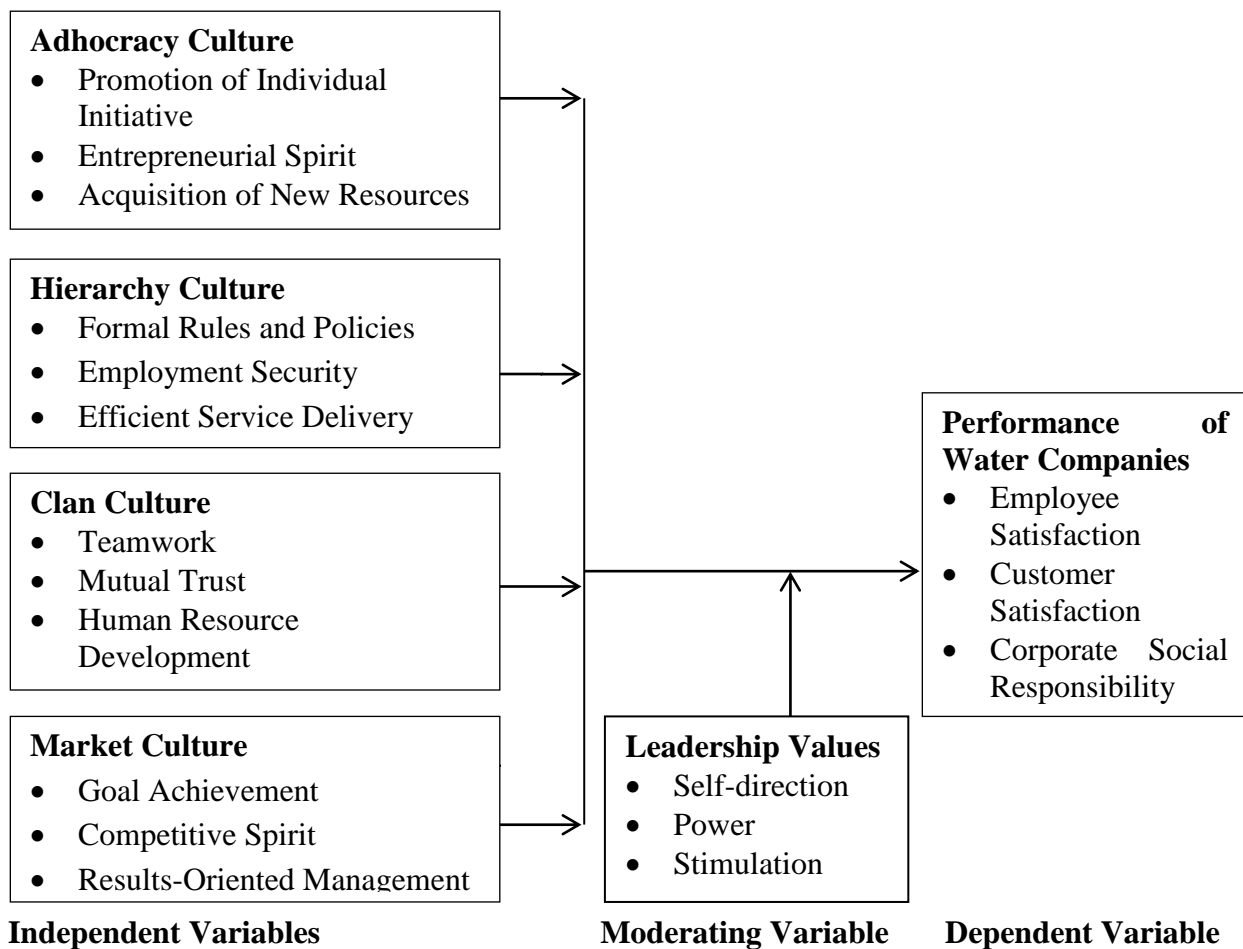 Adhocracy Culture
• Promotion of Individual
Initiative
• Entrepreneurial Spirit
• Acquisition of New Resources
Hierarchy Culture
• Formal Rules and Policies
• Employment Security
• Efficient Service Delivery
Clan Culture
• Teamwork
• Mutual Trust
• Human Resource
Development
Market Culture
• Goal Achievement
• Competitive Spirit
• Results-Oriented Management
Independent Variables
Leadership Values
• Self-direction
• Power
• Stimulation
Moderating Variable
Performance of
Water Companies
• Employee
Satisfaction
• Customer
Satisfaction
• Corporate Social
Responsibility
Dependent Variable